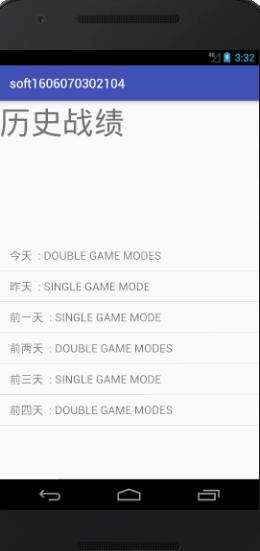 3:32
soft1606070302104
历史战绩
今天 : DOUBLE GAME MODES
昨天 : SINGLE GAME MODE
前一天 : SINGLE GAME MODE
前两天 : DOUBLE GAME MODES
前三天 : SINGLE GAME MODE
前四天 : DOUBLE GAME MODES